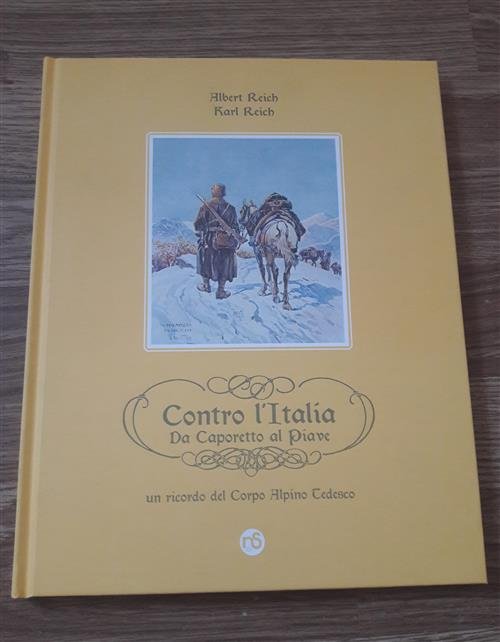 Albert Reich
Karl Reich
Contro l'Italia
Da Caporetto al Piave
un ricordo del Corpo Alpino Tedesco
ns